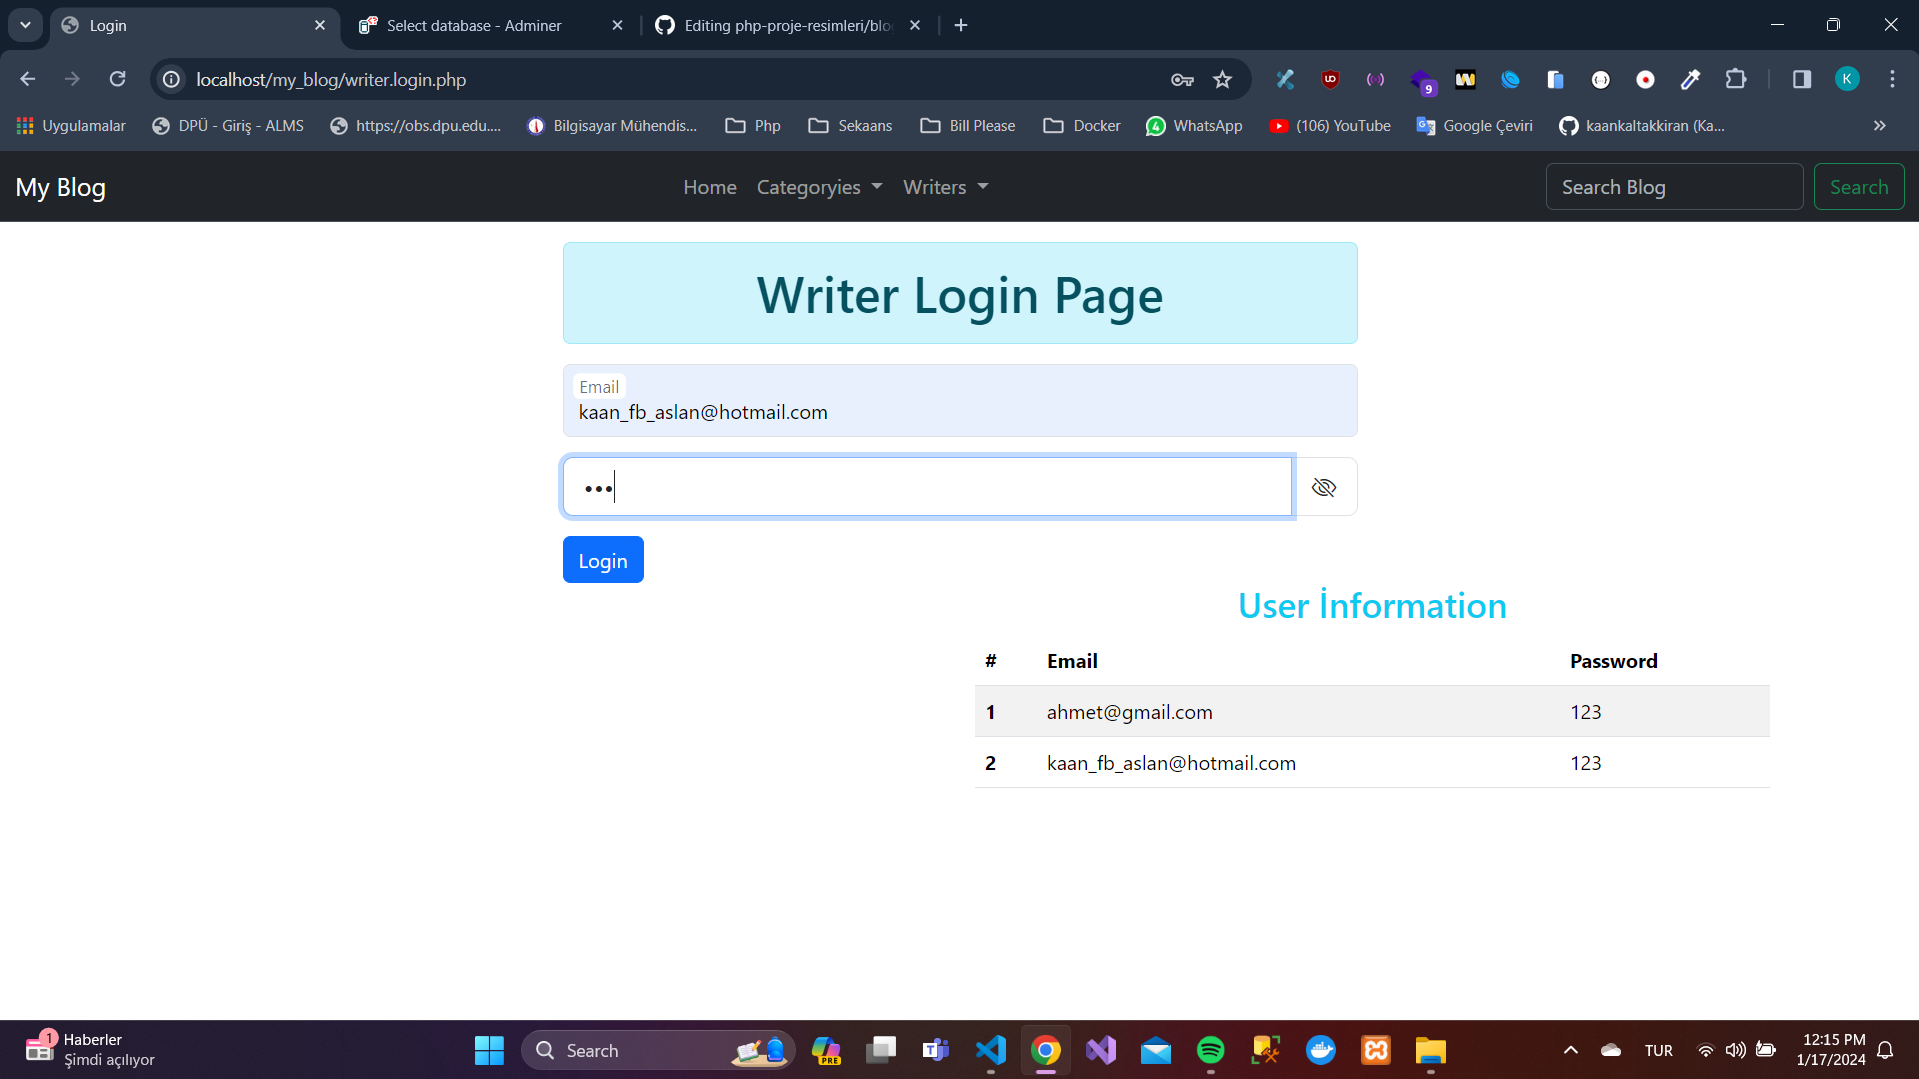 Login
Select database - Adminer
Editing php-proje-resimleri/blo
localhost/my_blog/writer.login.php
9
K
Uygulamalar
DPÜ - Giriş - ALMS
https://obs.dpu.edu....
Bilgisayar Mühendis...
Php
Sekaans
Bill Please
Docker
WhatsApp
(106) YouTube
Google Çeviri
kaankaltakkiran (Ka...
My Blog
Home
Categoryies
Writers
Search Blog
Search
Writer Login Page
Email
kaan_fb_aslan@hotmail.com
•••
Login
User İnformation
# Email Password
1 ahmet@gmail.com 123
2 kaan_fb_aslan@hotmail.com 123
1
Haberler
Şimdi açılıyor
Search
PRE
TUR
12:15 PM
1/17/2024